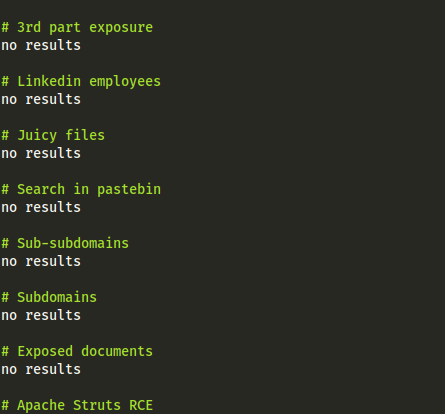 # 3rd part exposure
no results
# Linkedin employees
no results
# Juicy files
no results
# Search in pastebin
no results
# Sub-subdomains
no results
# Subdomains
no results
# Exposed documents
no results
# Apache Struts RCE